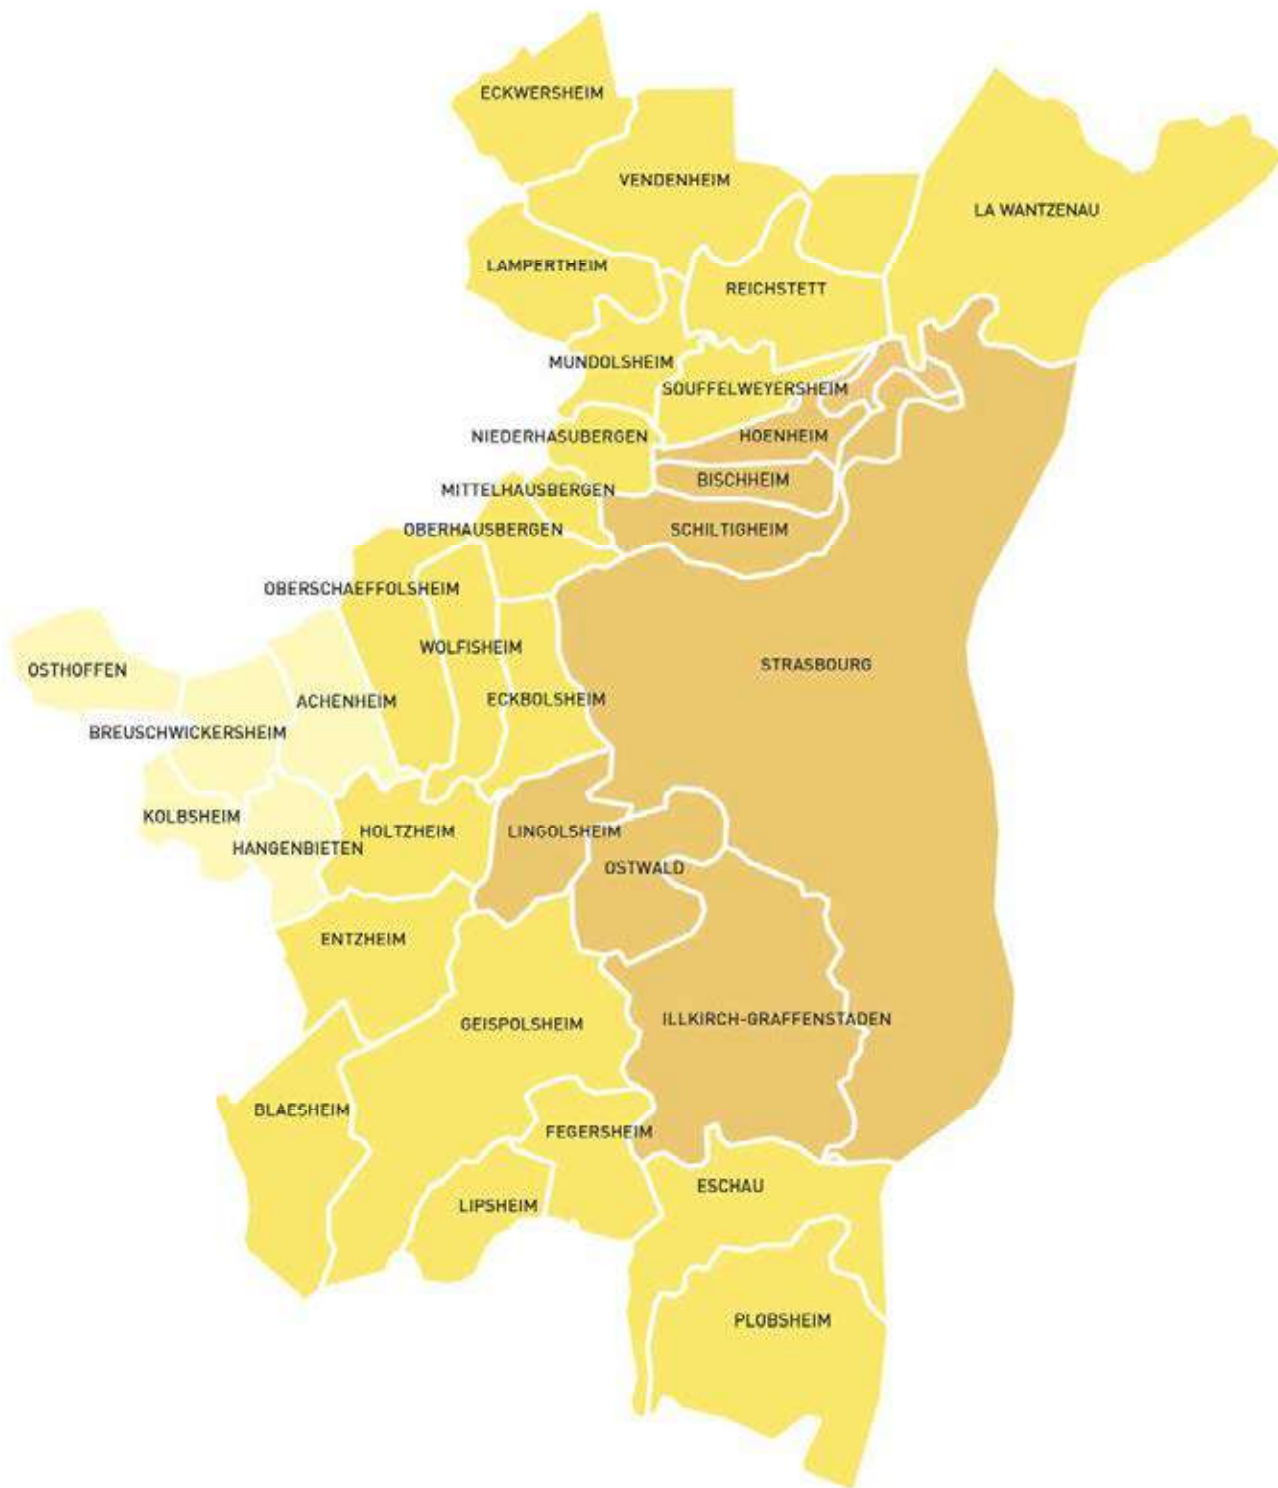 ECKWERSHEIM
VENDENHEIM
LA WANTZENAU
LAMPERTHEIM
REICHSTETT
MUNDOLSHEIM
SOUFFELWEYERSHEIM
NIEDERHASUBERGEN
HOENHEIM
BISCHHEIM
MITTELHAUSBERGEN
OBERHAUSBERGEN
SCHILTIGHEIM
OBERSCHAEFFOLSHEIM
WOLFISHEIM
STRASBOURG
OSTHOFFEN
ACHENHEIM
ECKBOLSHEIM
BREUSCHWICKERSHEIM
KOLBSHEIM
HANGENBIETEN
HOLTZHEIM
LINGOLSHEIM
OSTWALD
ENTZHEIM
GEISPOLSHEIM
ILLKIRCH-GRAFFENSTADEN
BLAESHEIM
FEGERSHEIM
ESCHAU
LIPSHEIM
PLOBSHEIM